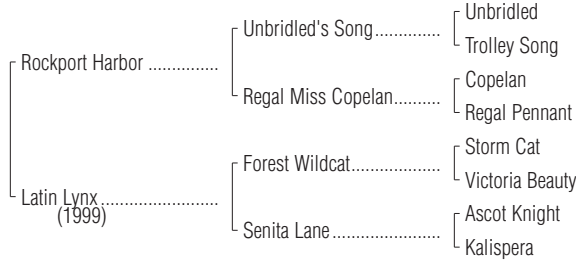 Unbridled
Unbridled's Song..............
Trolley Song
Rockport Harbor ...............
Copelan
Regal Miss Copelan..........
Regal Pennant
Storm Cat
Forest Wildcat...................
Victoria Beauty
Latin Lynx.........................
(1999)
Ascot Knight
Senita Lane.......................
Kalispera